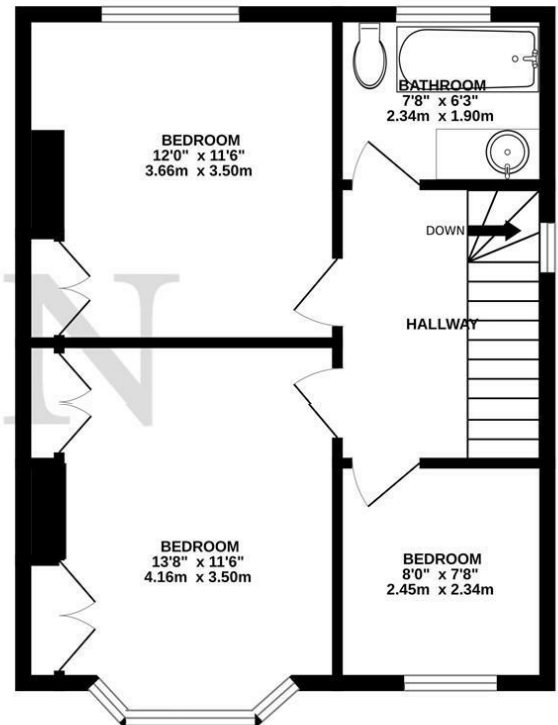 BATHROOM
7'8" x 6'3"
2.34m x 1.90m
BEDROOM
12'0" x 11'6"
3.66m x 3.50m
DOWN
HALLWAY
N
BEDROOM
13'8" x 11'6"
4.16m x 3.50m
BEDROOM
8'0" x 7'8"
2.45m x 2.34m